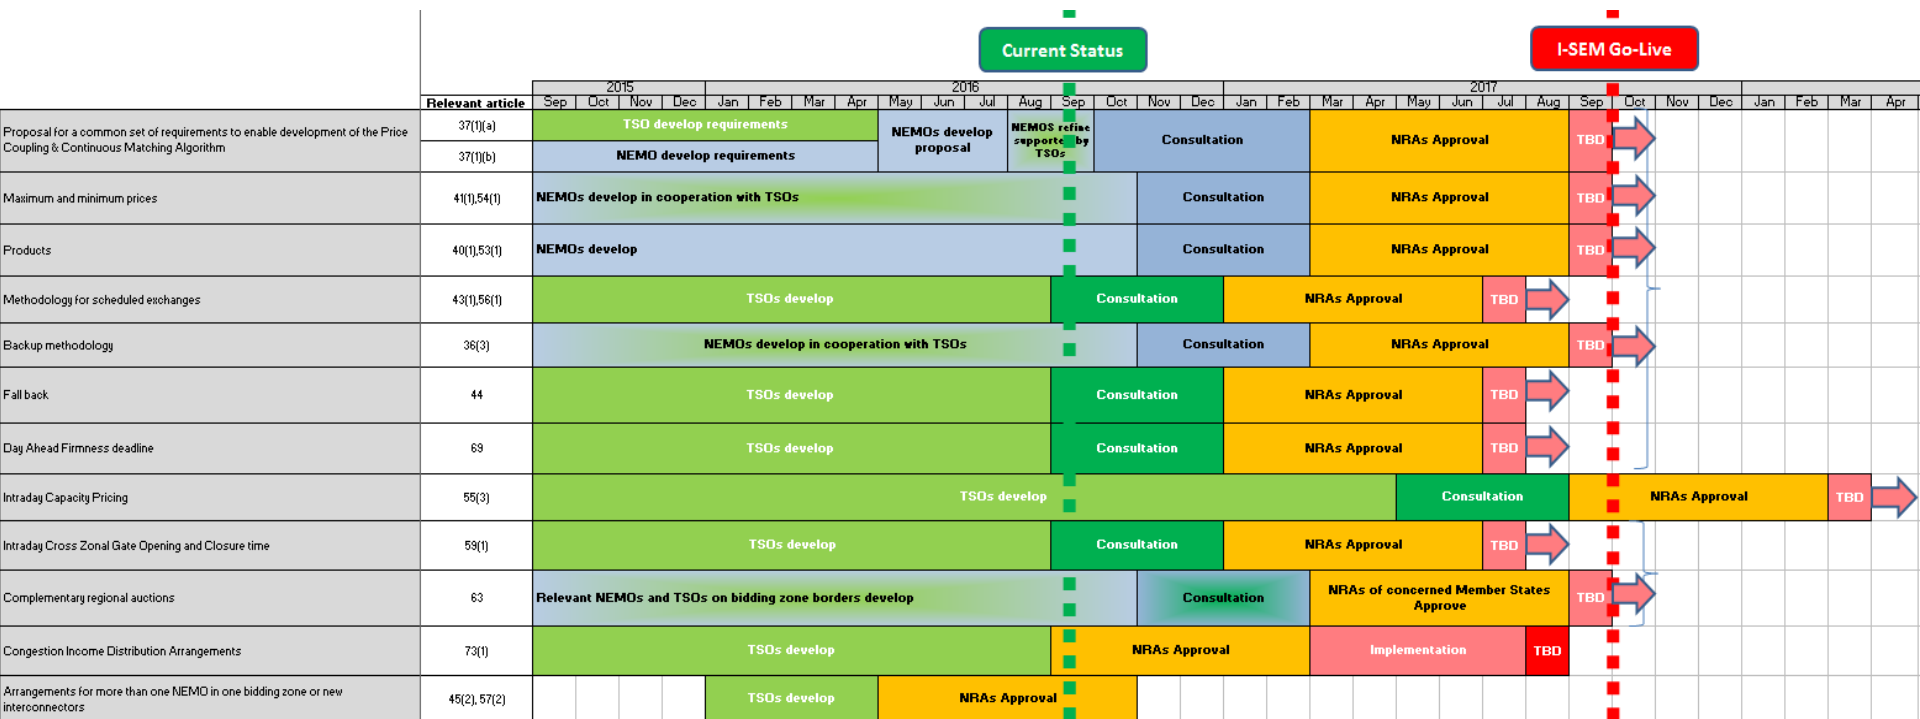 Current Status
I-SEM Go-Live
2015 2016 2017
Relevant article Sep Oct Nov Dec Jan Feb Mar Apr May Jun Jul Aug Sep Oct Nov Dec Jan Feb Mar Apr May Jun Jul Aug Sep Oct Nov Dec Jan Feb Mar Apr
Proposal for a common set of requirements to enable development of the Price
Coupling & Continuous Matching Algorithm
37(1)(a)
TSO develop requirements
37(1)(b)
NEMO develop requirements
NEMOs develop
proposal
NEMOS refine
supported by
TSOs
Consultation
NRAs Approval
TBD
Maximum and minimum prices
41(1),54(1)
NEMOs develop in cooperation with TSOs
Consultation
NRAs Approval
TBD
Products
40(1),53(1)
NEMOs develop
Consultation
NRAs Approval
TBD
Methodology for scheduled exchanges
43(1),56(1)
TSOs develop
Consultation
NRAs Approval
TBD
Backup methodology
36(3)
NEMOs develop in cooperation with TSOs
Consultation
NRAs Approval
TBD
Fall back
44
TSOs develop
Consultation
NRAs Approval
TBD
Day Ahead Firmness deadline
69
TSOs develop
Consultation
NRAs Approval
TBD
Intraday Capacity Pricing
55(3)
TSOs develop
Consultation
NRAs Approval
TBD
Intraday Cross Zonal Gate Opening and Closure time
59(1)
TSOs develop
Consultation
NRAs Approval
TBD
Complementary regional auctions
63
Relevant NEMOs and TSOs on bidding zone borders develop
Consultation
NRAs of concerned Member States
Approve
TBD
Congestion Income Distribution Arrangements
73(1)
TSOs develop
NRAs Approval
Implementation
TBD
Arrangements for more than one NEMO in one bidding zone or new
interconnectors
45(2), 57(2)
TSOs develop
NRAs Approval